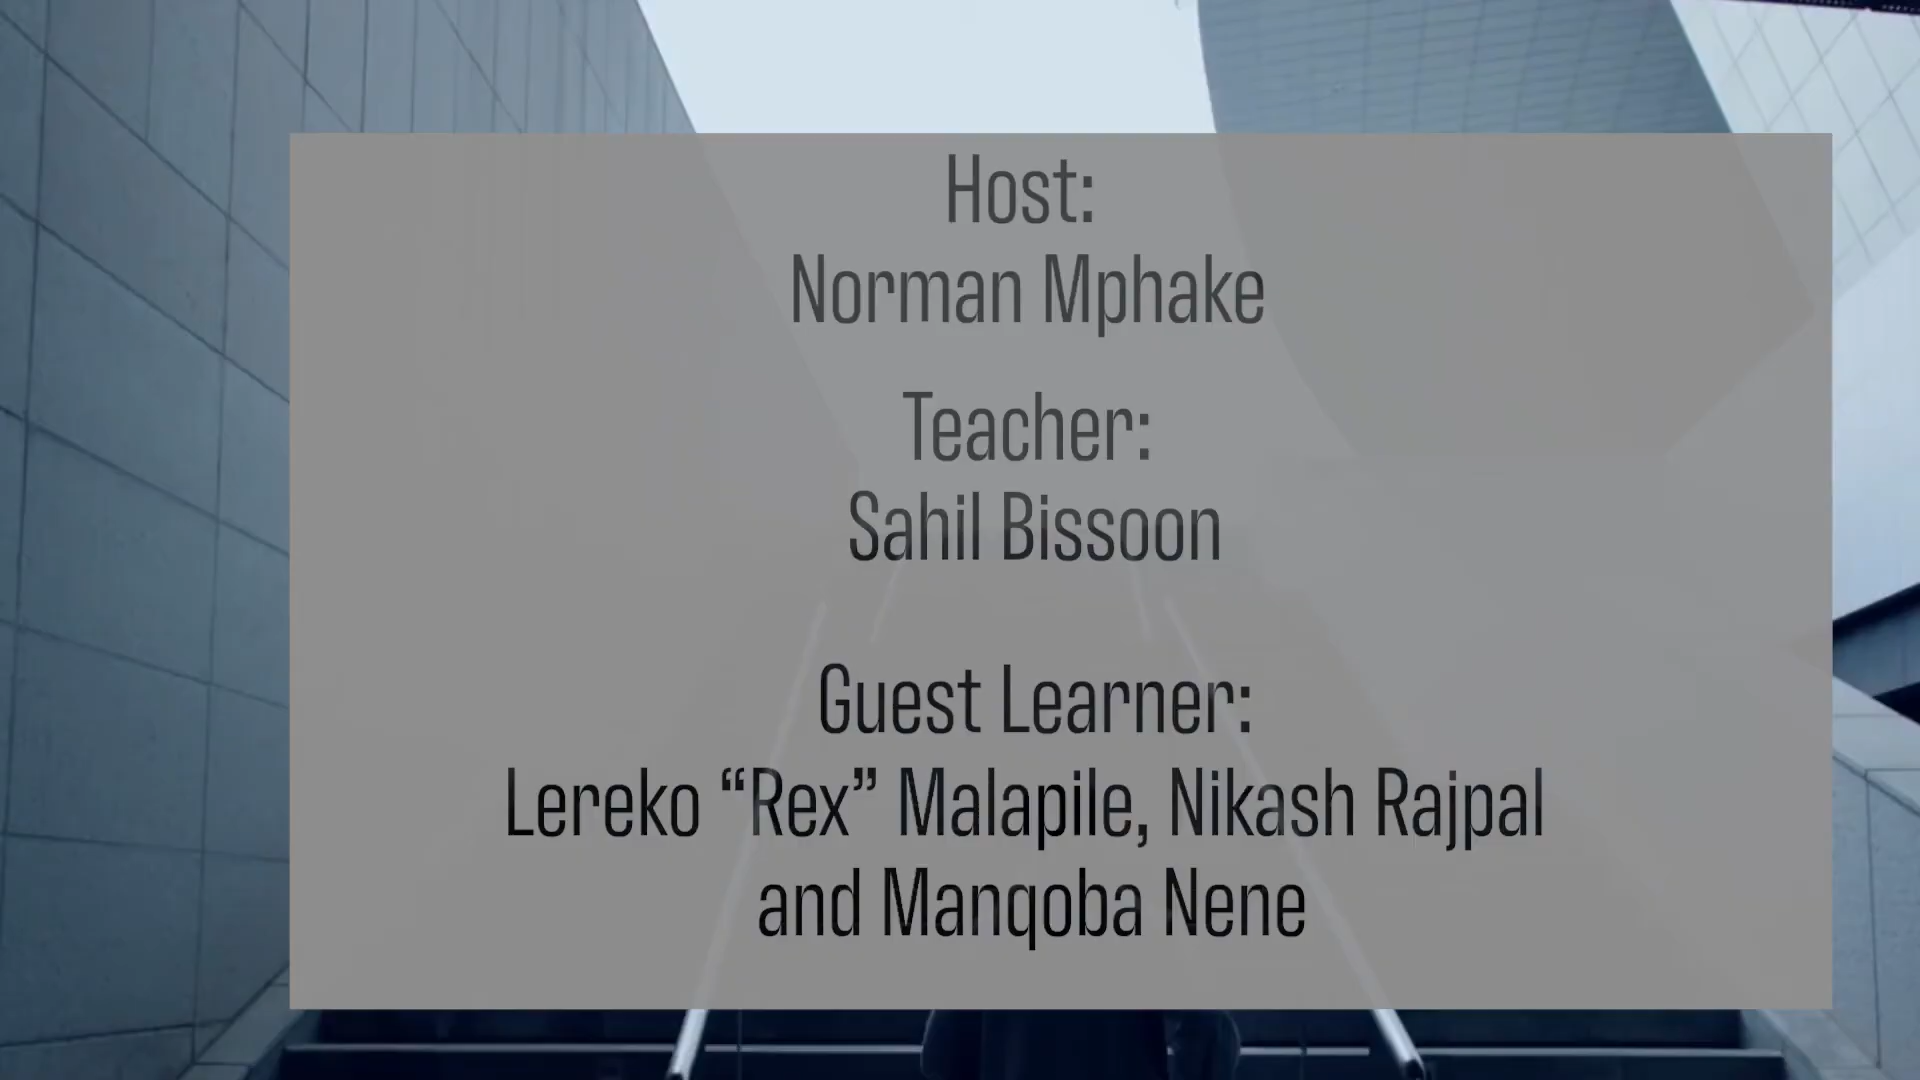 Host:
Norman Mphake
Teacher:
Sahil Bissoon
Guest Learner:
Lereko “Rex” Malapile, Nikash Rajpal
and Manqoba Nene